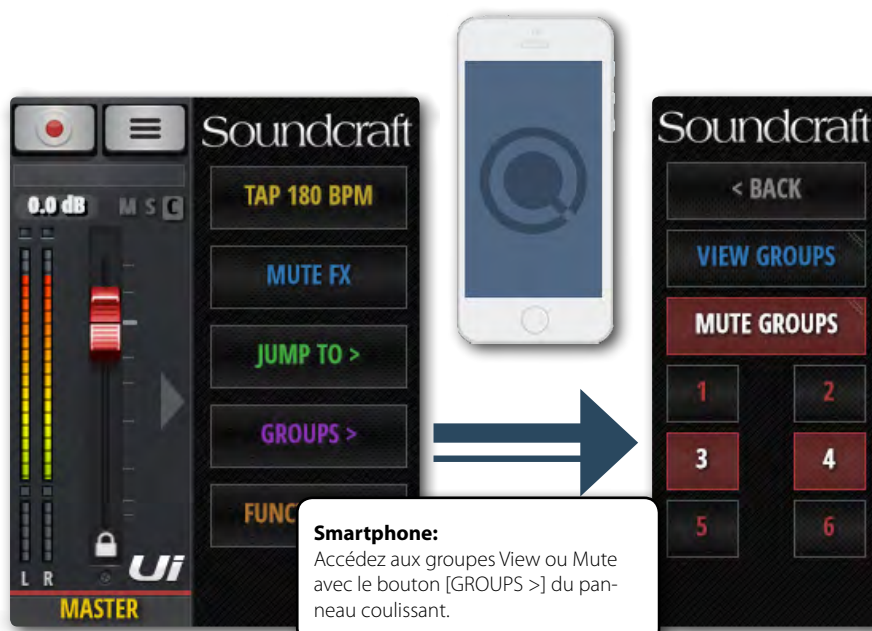 Soundcraft
0.0 dB M S C
TAP 180 BPM
MUTE FX
JUMP TO >
GROUPS >
FUNC
L R
Ui
MASTER
Smartphone:
Accédez aux groupes View ou Mute
avec le bouton [GROUPS >] du pan-
neau coulissant.
Soundcraft
< BACK
VIEW GROUPS
MUTE GROUPS
1 2
3 4
5 6